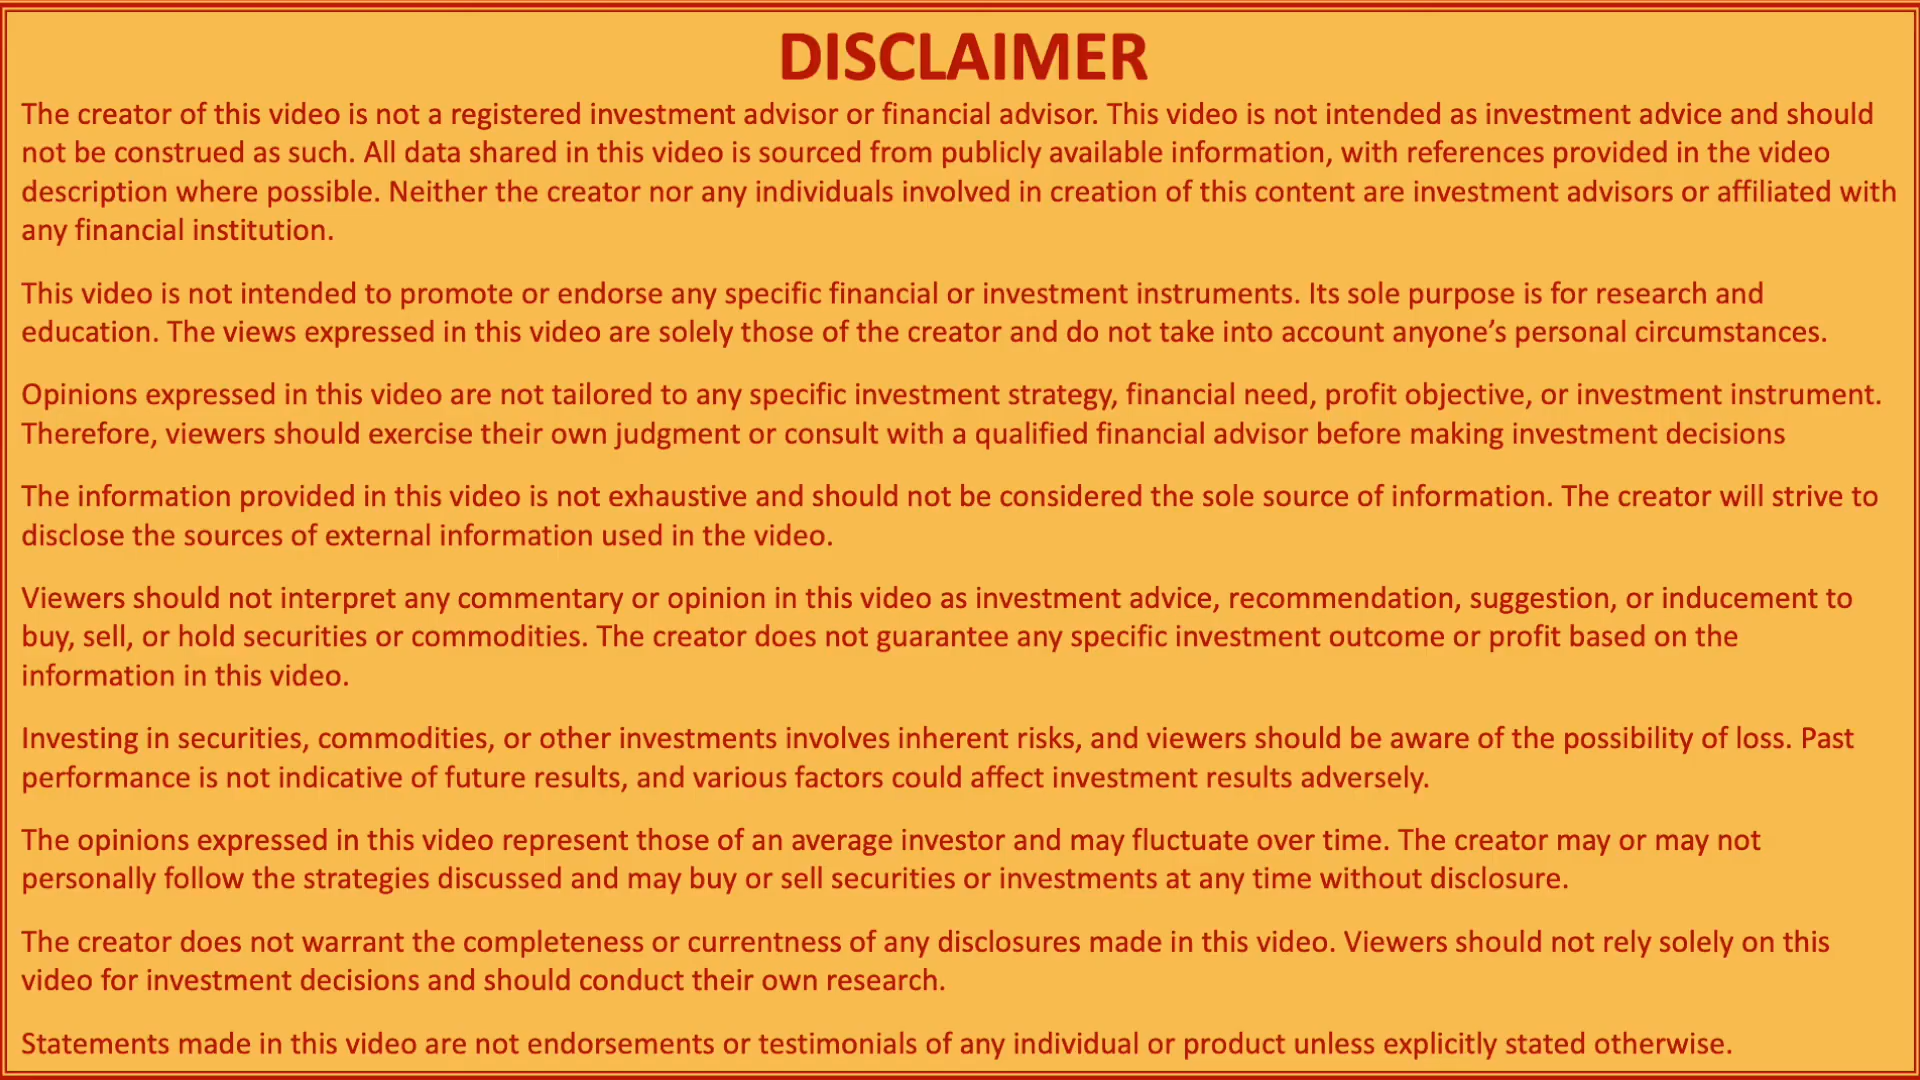 DISCLAIMER
The creator of this video is not a registered investment advisor or financial advisor. This video is not intended as investment advice and should
not be construed as such. All data shared in this video is sourced from publicly available information, with references provided in the video
description where possible. Neither the creator nor any individuals involved in creation of this content are investment advisors or affiliated with
any financial institution.
This video is not intended to promote or endorse any specific financial or investment instruments. Its sole purpose is for research and
education. The views expressed in this video are solely those of the creator and do not take into account anyone’s personal circumstances.
Opinions expressed in this video are not tailored to any specific investment strategy, financial need, profit objective, or investment instrument.
Therefore, viewers should exercise their own judgment or consult with a qualified financial advisor before making investment decisions
The information provided in this video is not exhaustive and should not be considered the sole source of information. The creator will strive to
disclose the sources of external information used in the video.
Viewers should not interpret any commentary or opinion in this video as investment advice, recommendation, suggestion, or inducement to
buy, sell, or hold securities or commodities. The creator does not guarantee any specific investment outcome or profit based on the
information in this video.
Investing in securities, commodities, or other investments involves inherent risks, and viewers should be aware of the possibility of loss. Past
performance is not indicative of future results, and various factors could affect investment results adversely.
The opinions expressed in this video represent those of an average investor and may fluctuate over time. The creator may or may not
personally follow the strategies discussed and may buy or sell securities or investments at any time without disclosure.
The creator does not warrant the completeness or currentness of any disclosures made in this video. Viewers should not rely solely on this
video for investment decisions and should conduct their own research.
Statements made in this video are not endorsements or testimonials of any individual or product unless explicitly stated otherwise.